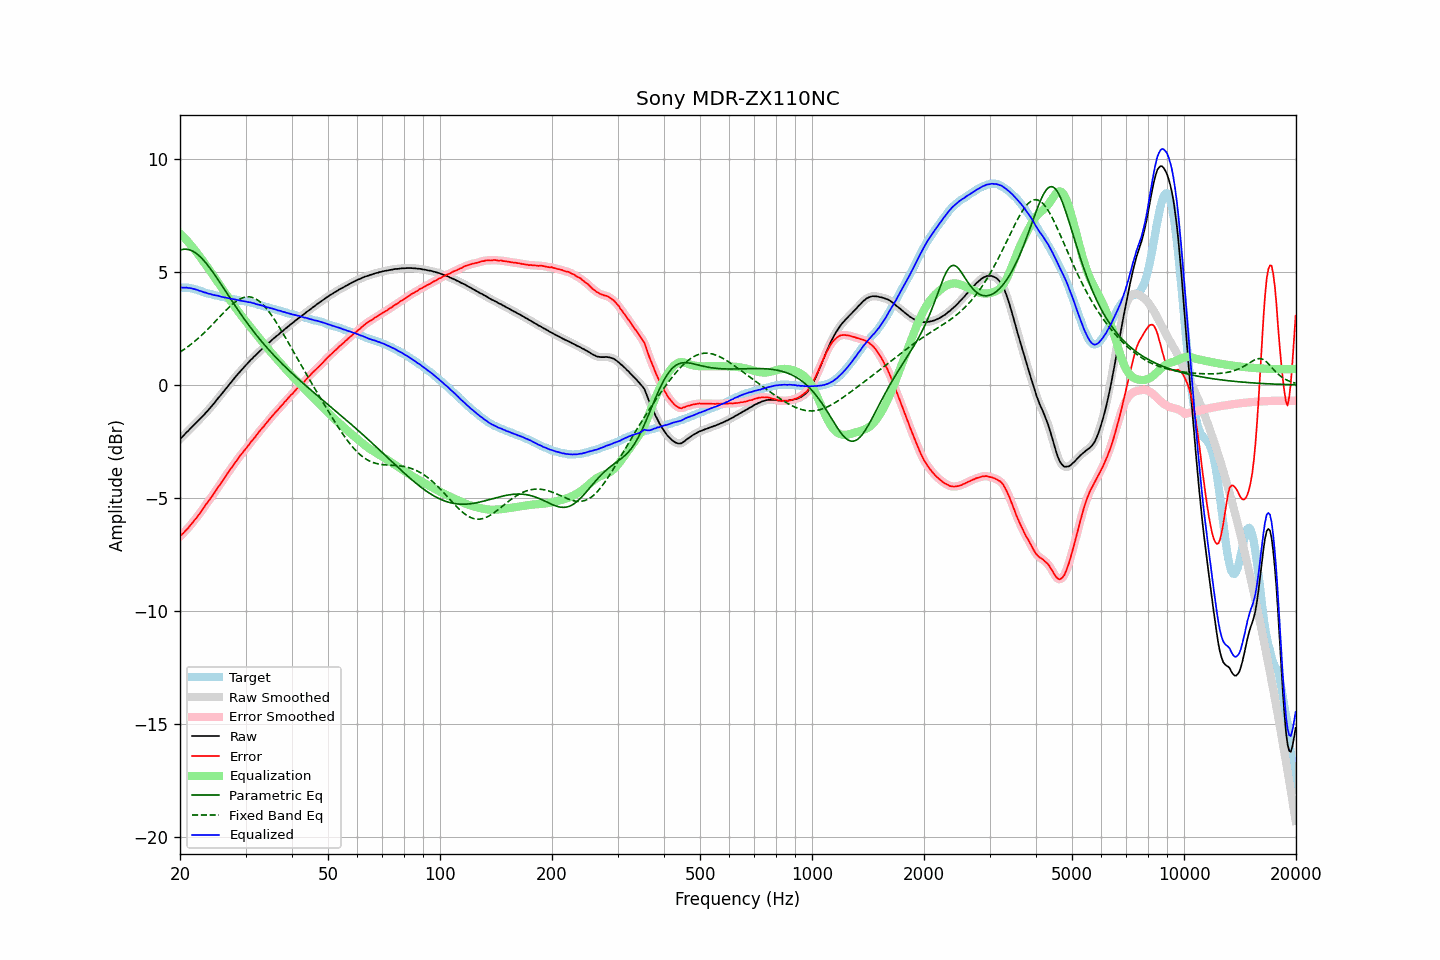 Sony MDR-ZX110NC
Amplitude (dBr)
10
5
0
−5
−10
−15
−20
Target
Raw Smoothed
Error Smoothed
Raw
Error
Equalization
Parametric Eq
Fixed Band Eq
Equalized
20 50 100 200 500 1000 2000 5000 10000 20000
Frequency (Hz)